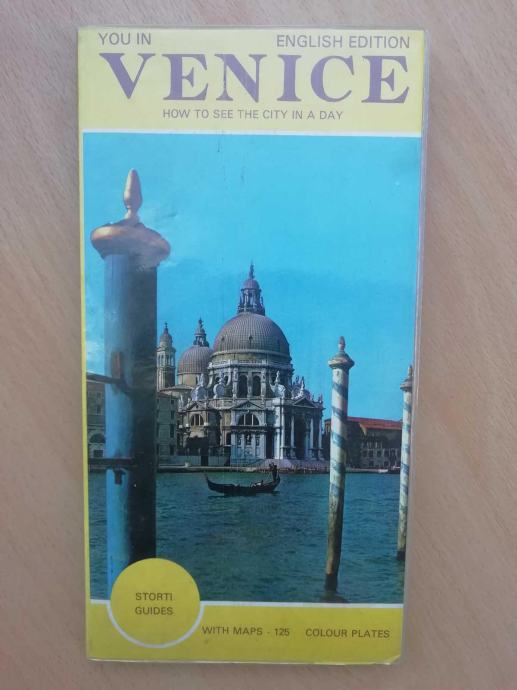 YOU IN ENGLISH EDITION
VENICE
HOW TO SEE THE CITY IN A DAY
STORTI
GUIDES
WITH MAPS - 125 COLOUR PLATES